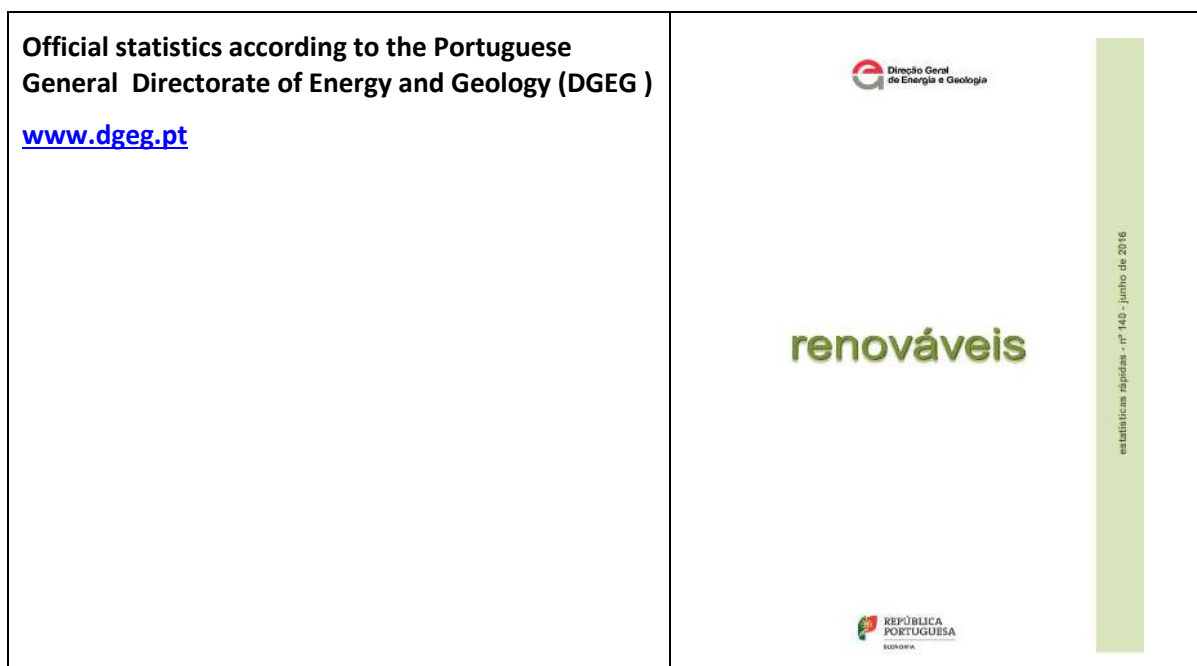 Official statistics according to the Portuguese
General Directorate of Energy and Geology (DGEG )
www.dgeg.pt
Direção Geral
de Energia e Geologia
renováveis
estatísticas rápidas - nº 140 - junho de 2016
REPÚBLICA
PORTUGUESA
ECONOMIA